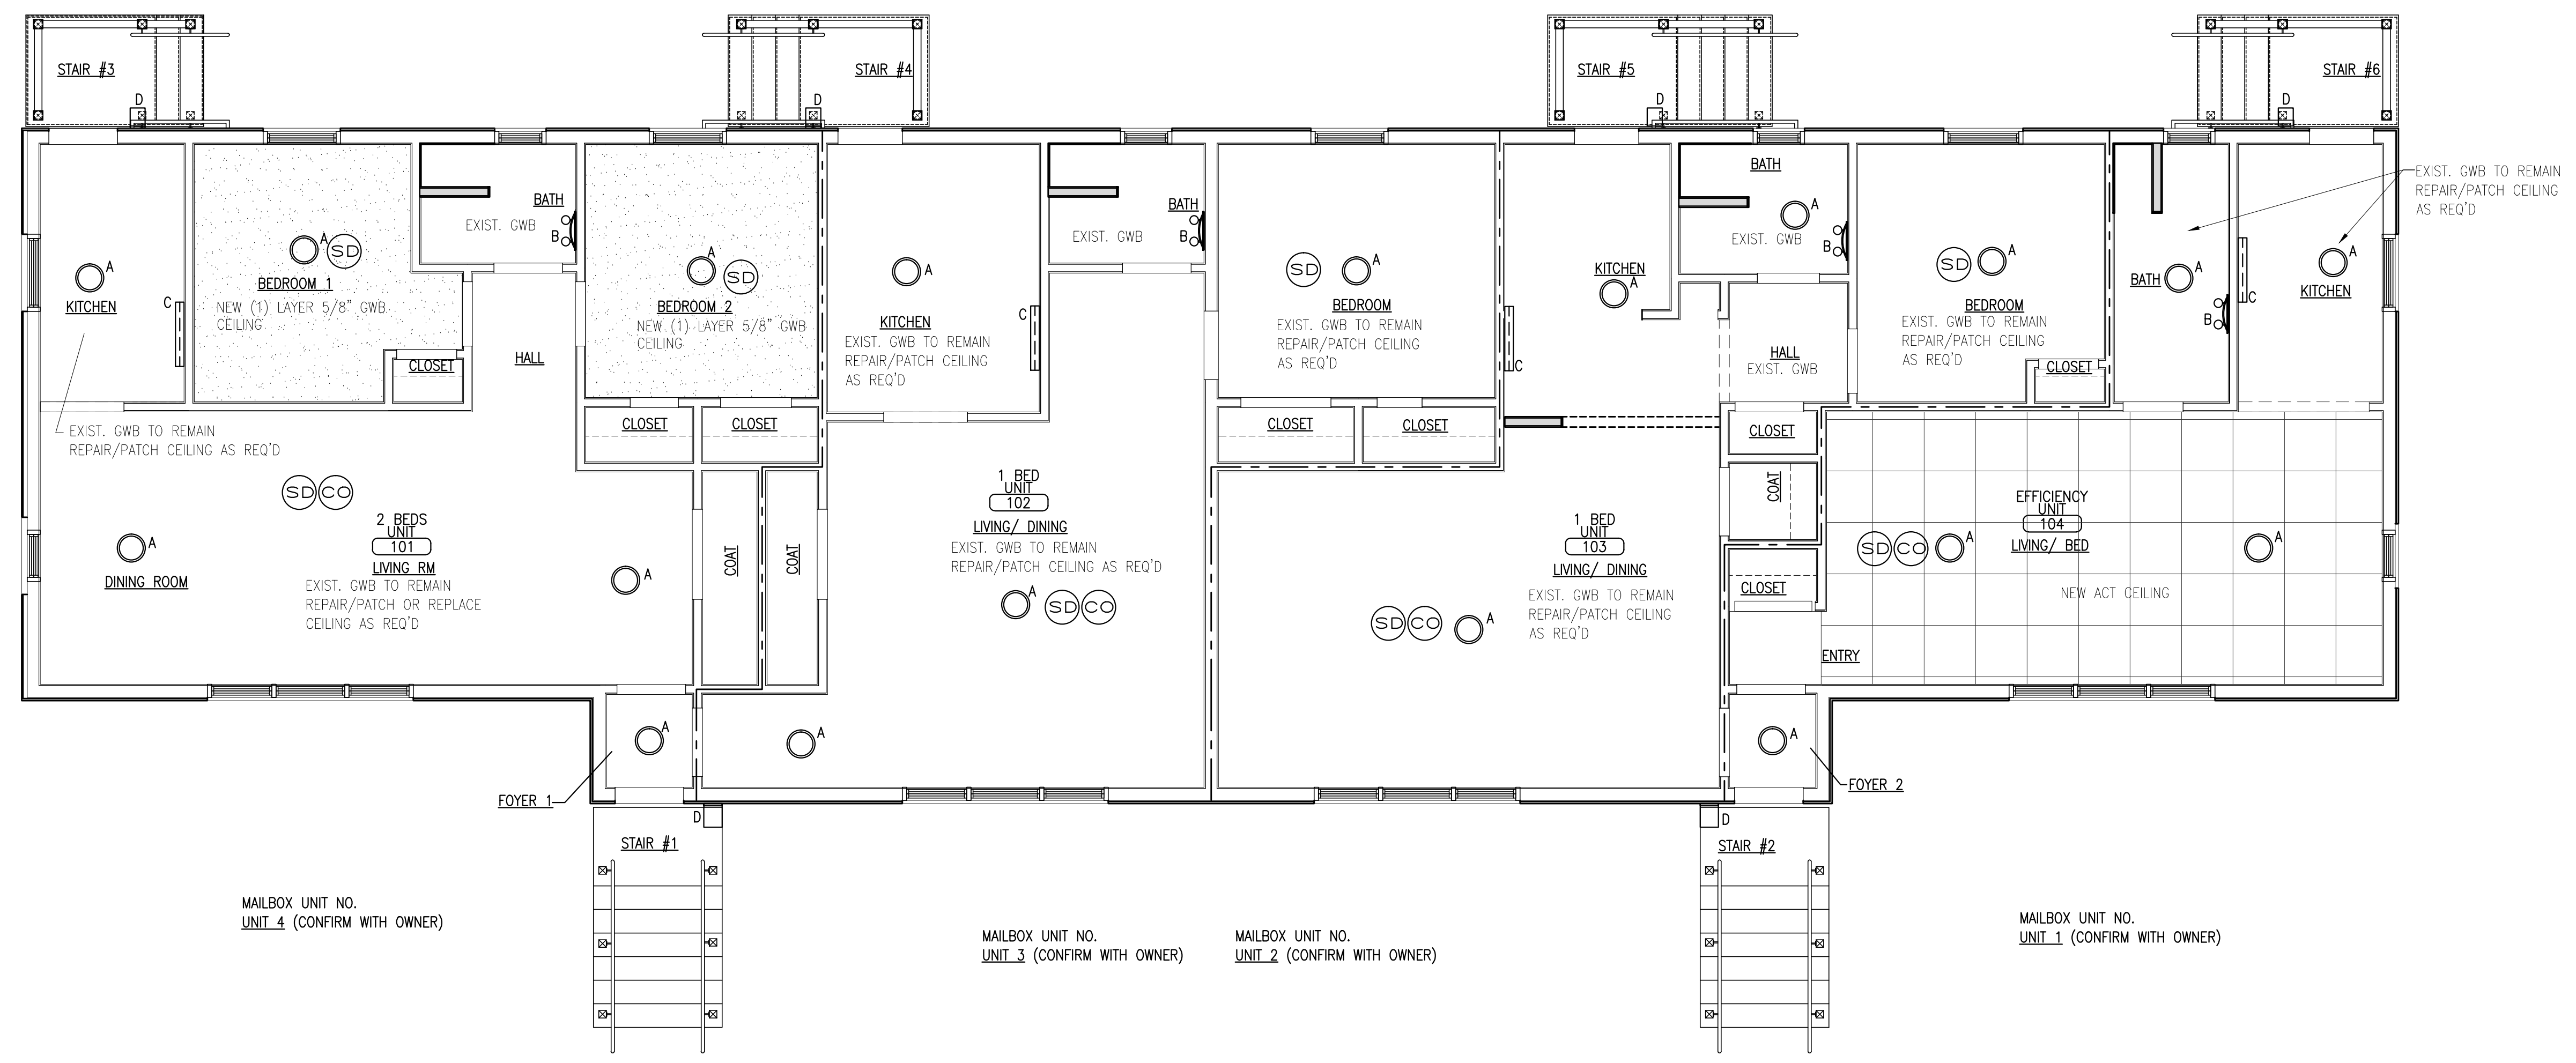 STAIR #3
STAIR #4
STAIR #5
STAIR #6
D
D
D
D
A
KITCHEN
C
EXIST. GWB TO REMAIN
REPAIR/PATCH CEILING AS REQ'D
A
SD
BEDROOM 1
NEW (1) LAYER 5/8" GWB
CEILING
CLOSET
BATH
EXIST. GWB
B
HALL
A
SD
BEDROOM 2
NEW (1) LAYER 5/8" GWB
CEILING
CLOSET
CLOSET
SD CO
2 BEDS
UNIT
101
LIVING RM
EXIST. GWB TO REMAIN
REPAIR/PATCH OR REPLACE
CEILING AS REQ'D
A
DINING ROOM
A
COAT
COAT
A
FOYER 1
A
KITCHEN
C
EXIST. GWB TO REMAIN
REPAIR/PATCH CEILING
AS REQ'D
BATH
B
EXIST. GWB
SD
A
BEDROOM
EXIST. GWB TO REMAIN
REPAIR/PATCH CEILING
AS REQ'D
CLOSET
CLOSET
1 BED
UNIT
102
LIVING/ DINING
EXIST. GWB TO REMAIN
REPAIR/PATCH CEILING AS REQ'D
A
SD CO
A
KITCHEN
A
C
BATH
A
EXIST. GWB
B
HALL
EXIST. GWB
SD
A
BEDROOM
EXIST. GWB TO REMAIN
REPAIR/PATCH CEILING
AS REQ'D
CLOSET
CLOSET
COAT
CLOSET
1 BED
UNIT
103
LIVING/ DINING
EXIST. GWB TO REMAIN
REPAIR/PATCH CEILING
AS REQ'D
SD CO
A
BATH
A
B
A
C
KITCHEN
EXIST. GWB TO REMAIN
REPAIR/PATCH CEILING
AS REQ'D
EFFICIENCY
UNIT
104
LIVING/ BED
SD CO
A
A
NEW ACT CEILING
ENTRY
A
FOYER 2
D
STAIR #1
D
STAIR #2
MAILBOX UNIT NO.
UNIT 4 (CONFIRM WITH OWNER)
MAILBOX UNIT NO.
UNIT 3 (CONFIRM WITH OWNER)
MAILBOX UNIT NO.
UNIT 2 (CONFIRM WITH OWNER)
MAILBOX UNIT NO.
UNIT 1 (CONFIRM WITH OWNER)